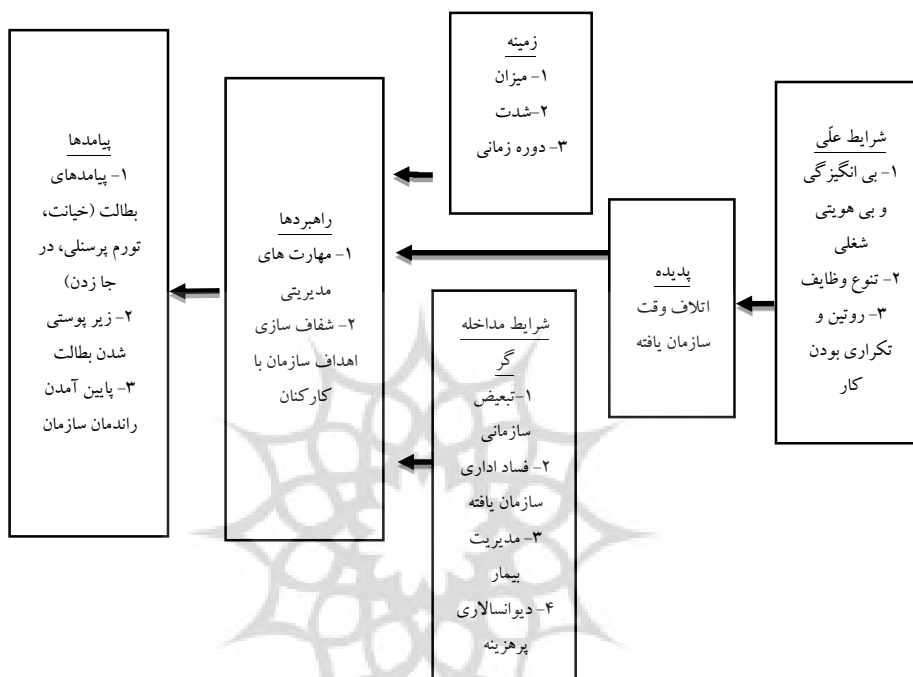 شرایط علّی
۱- بی انگیزگی
و بی هویتی
شغلی
۲- تنوع وظایف
۳- روتین و
تکراری بودن
کار
پدیده
اتلاف وقت
سازمان یافته
زمینه
۱- میزان
۲-شدت
۳- دوره زمانی
شرایط مداخله
گر
۱-تبعیض
سازمانی
۲- فساد اداری
سازمان یافته
۳- مدیریت
بیمار
۴- دیوانسالاری
پرهزینه
راهبردها
۱- مهارت های
مدیریتی
۲- شفاف سازی
اهداف سازمان با
کارکنان
پیامدها
۱- پیامدهای
بطالت (خیانت،
تورم پرسنلی، در
جا زدن)
۲- زیر پوستی
شدن بطالت
۳- پایین آمدن
راندمان سازمان